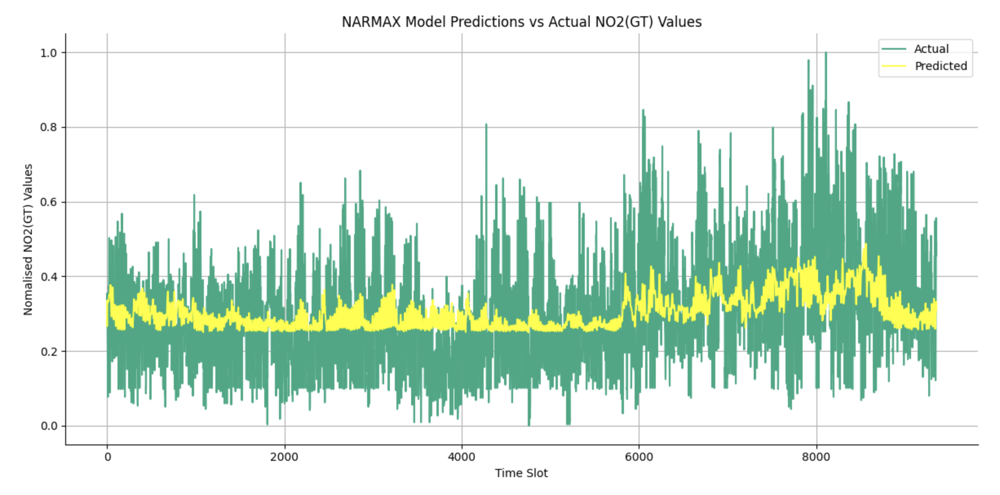 NARMAX Model Predictions vs Actual NO2(GT) Values
Actual
Predicted
Nomalised NO2(GT) Values
1.0
0.8
0.6
0.4
0.2
0.0
0 2000 4000 6000 8000
Time Slot